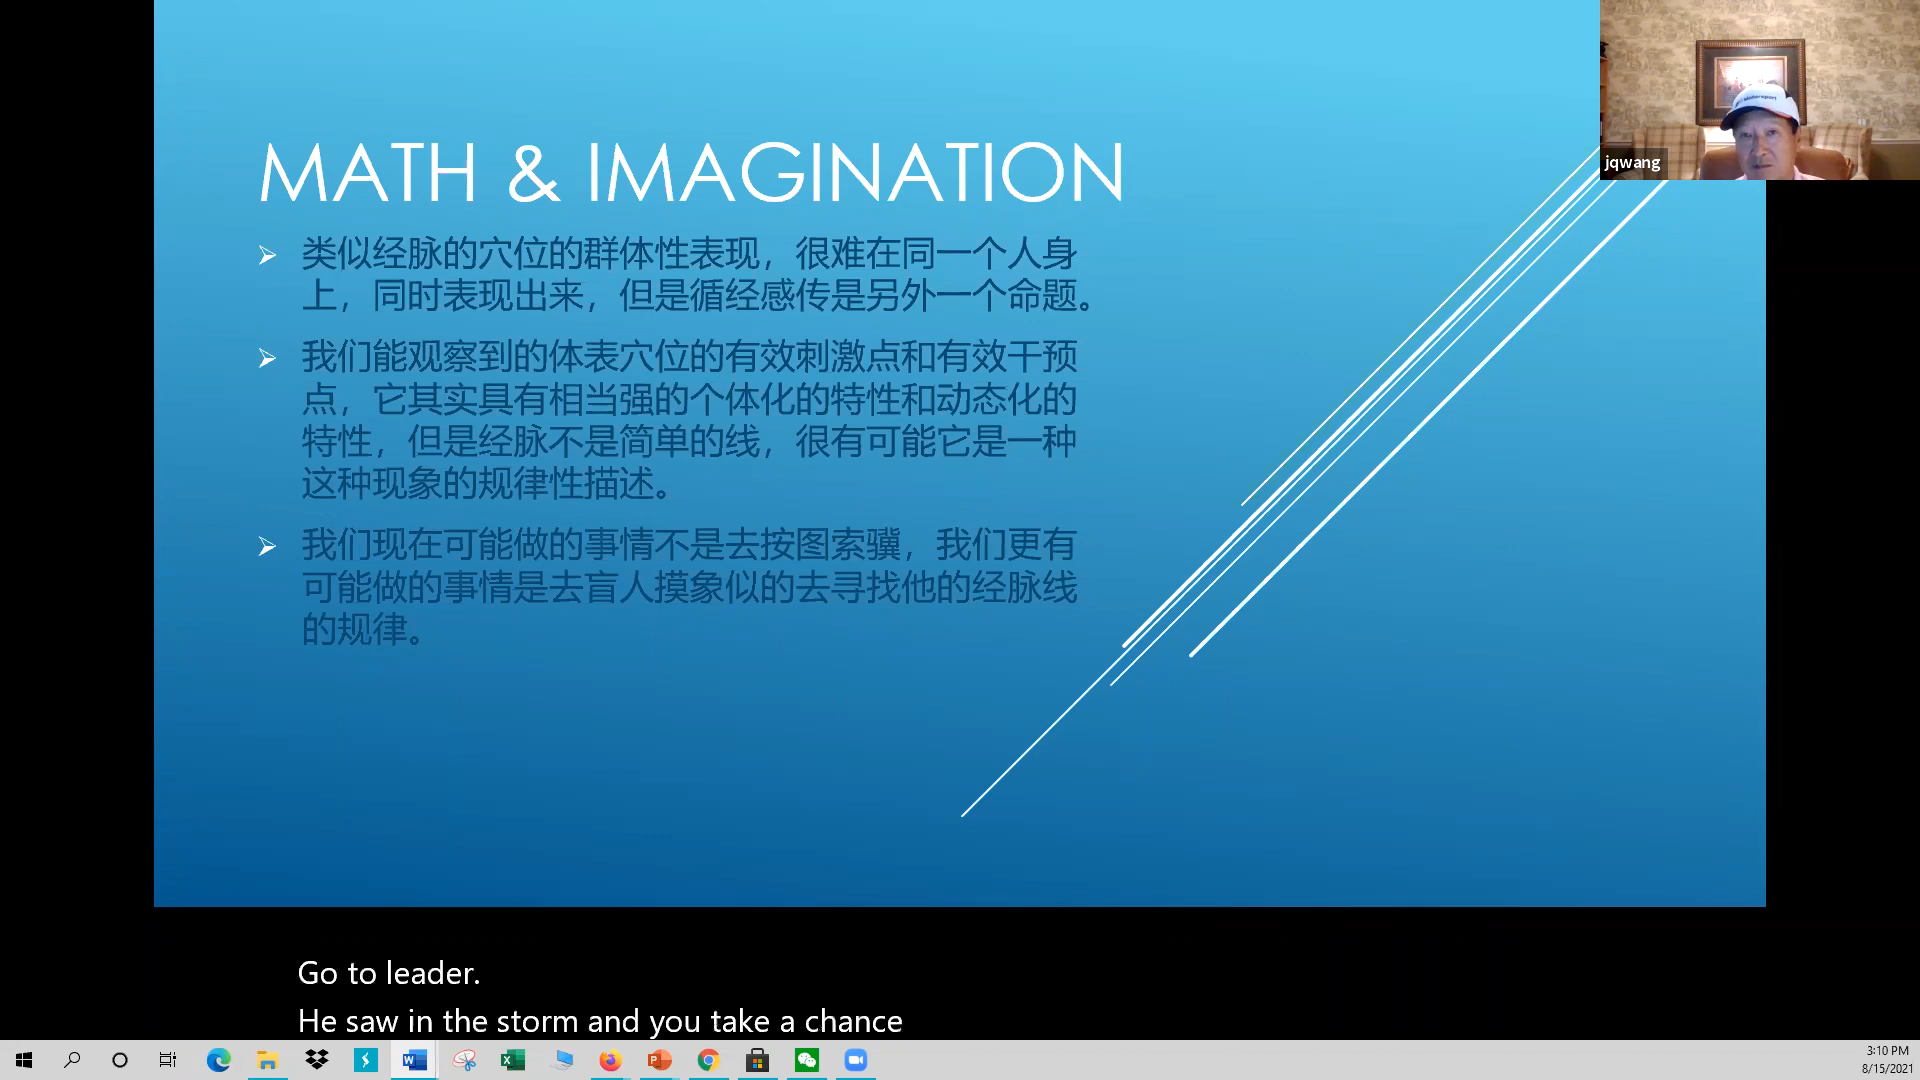 MATH & IMAGINATION
类似经脉的穴位的群体性表现，很难在同一个人身
上，同时表现出来，但是循经感传是另外一个命题。
我们能观察到的体表穴位的有效刺激点和有效干预
点，它其实具有相当强的个体化的特性和动态化的
特性，但是经脉不是简单的线，很有可能它是一种
这种现象的规律性描述。
我们现在可能做的事情不是去按图索骥，我们更有
可能做的事情是去盲人摸象似的去寻找他的经脉线
的规律。
jqwang
Go to leader.
He saw in the storm and you take a chance
3:10 PM
8/15/2021